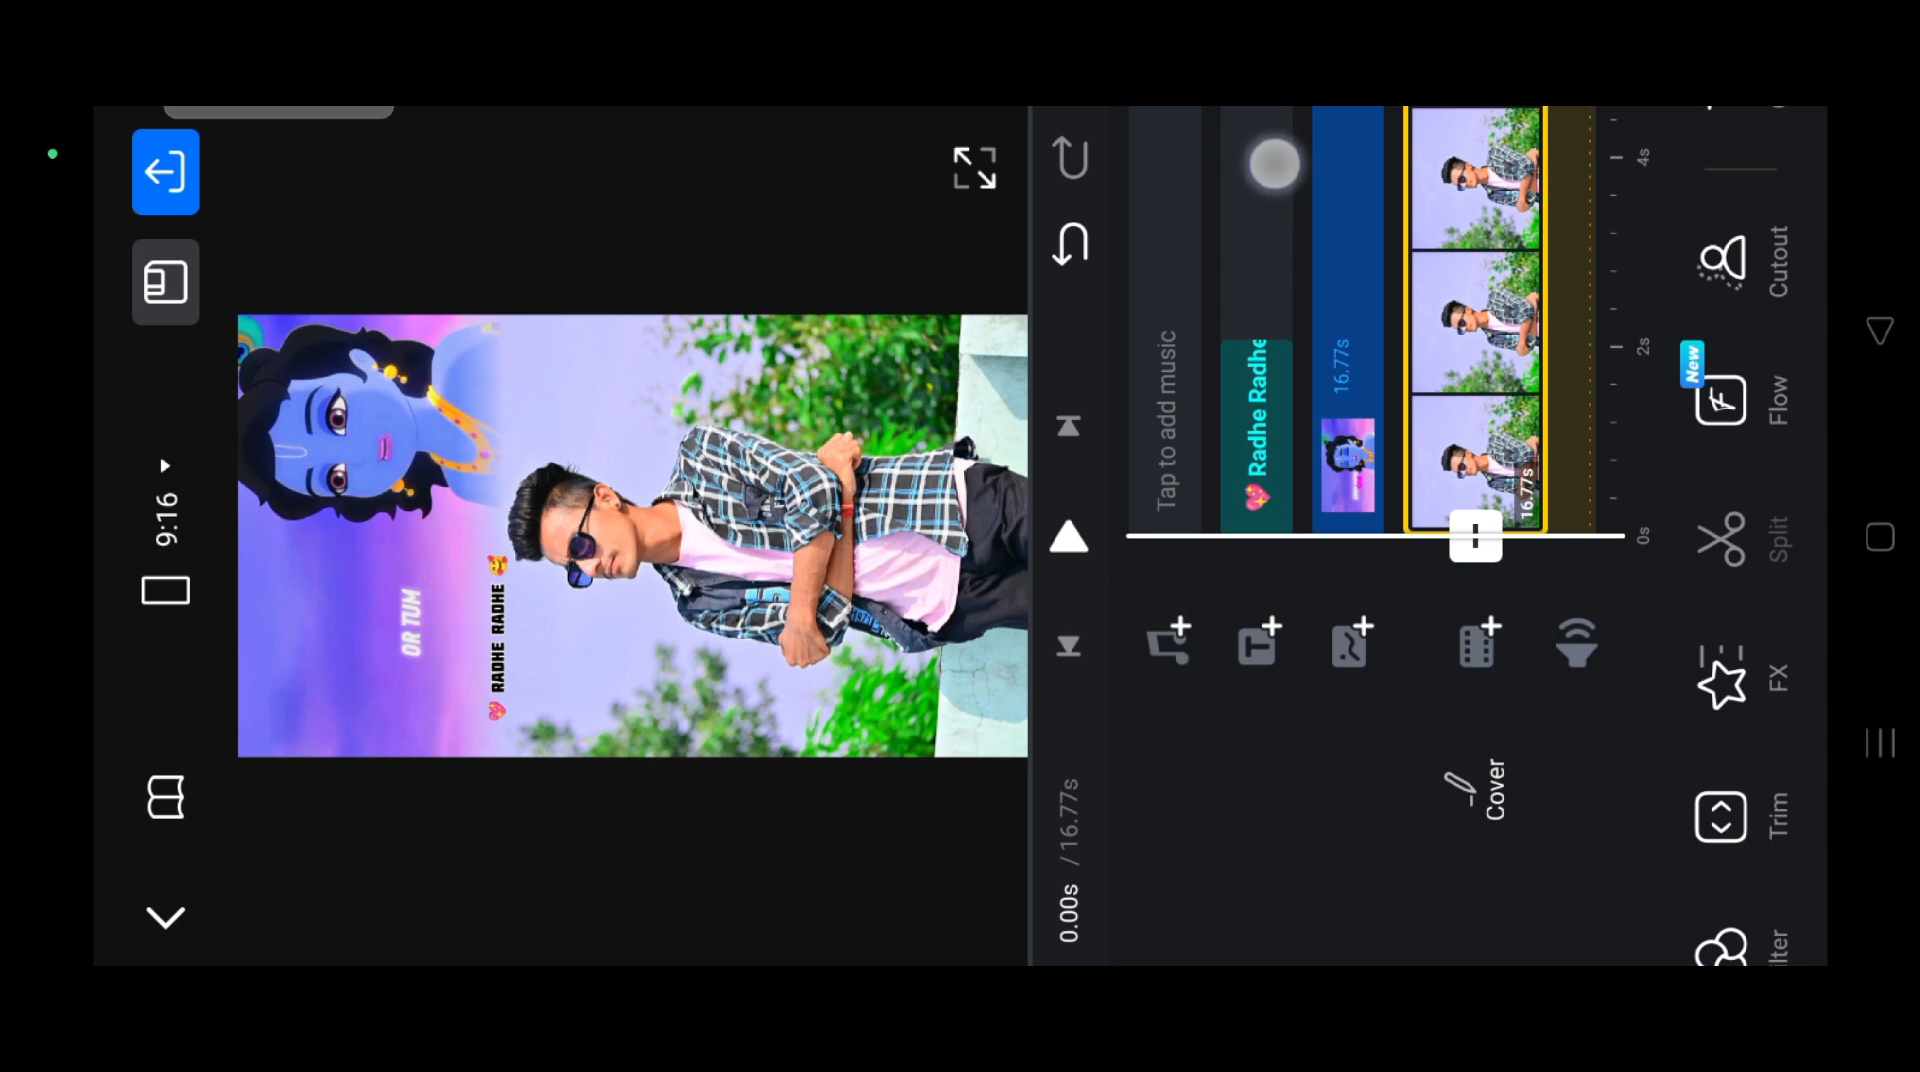 9:16
OR TUM
💖 RADHE RADHE 🥰
0.00s / 16.77s
Tap to add music
💖 Radhe Radhe
16.77s
Cover
16.77s
0s
2s
4s
Trim
FX
Split
New
Flow
Cutout